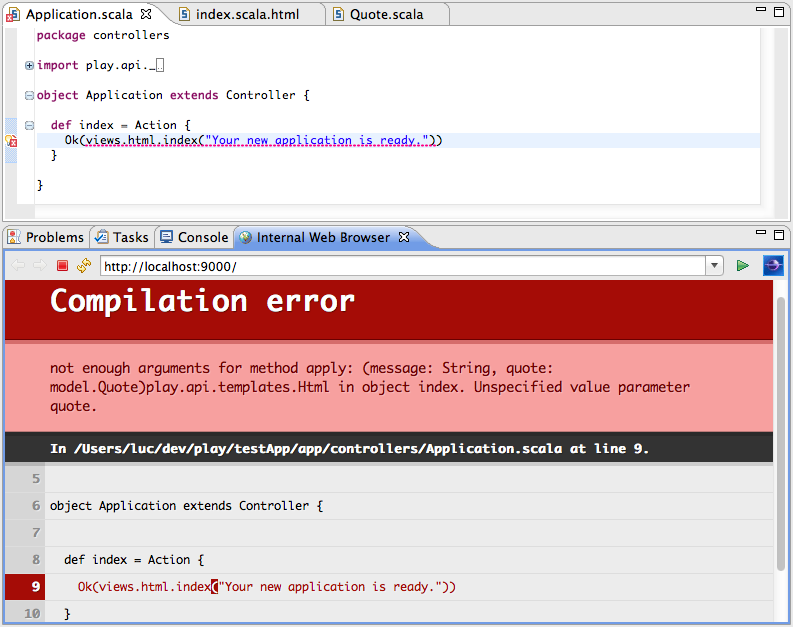 Application.scala
index.scala.html
Quote.scala
package controllers
import play.api._
object Application extends Controller {
def index = Action {
Ok(views.html.index("Your new application is ready."))
}
}
Problems
Tasks
Console
Internal Web Browser
http://localhost:9000/
Compilation error
not enough arguments for method apply: (message: String, quote:
model.Quote)play.api.templates.Html in object index. Unspecified value parameter
quote.
In /Users/luc/dev/play/testApp/app/controllers/Application.scala at line 9.
5
6 object Application extends Controller {
7
8 def index = Action {
9 Ok(views.html.index("Your new application is ready."))
10 }